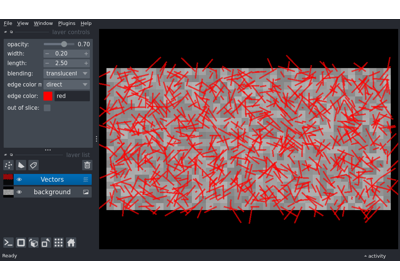 File View Window Plugins Help
layer controls
opacity: 0.70
width: 0.20
length: 2.50
blending: translucent
edge color m direct
edge color: red
out of slice:
layer list
Vectors
background
Ready
activity